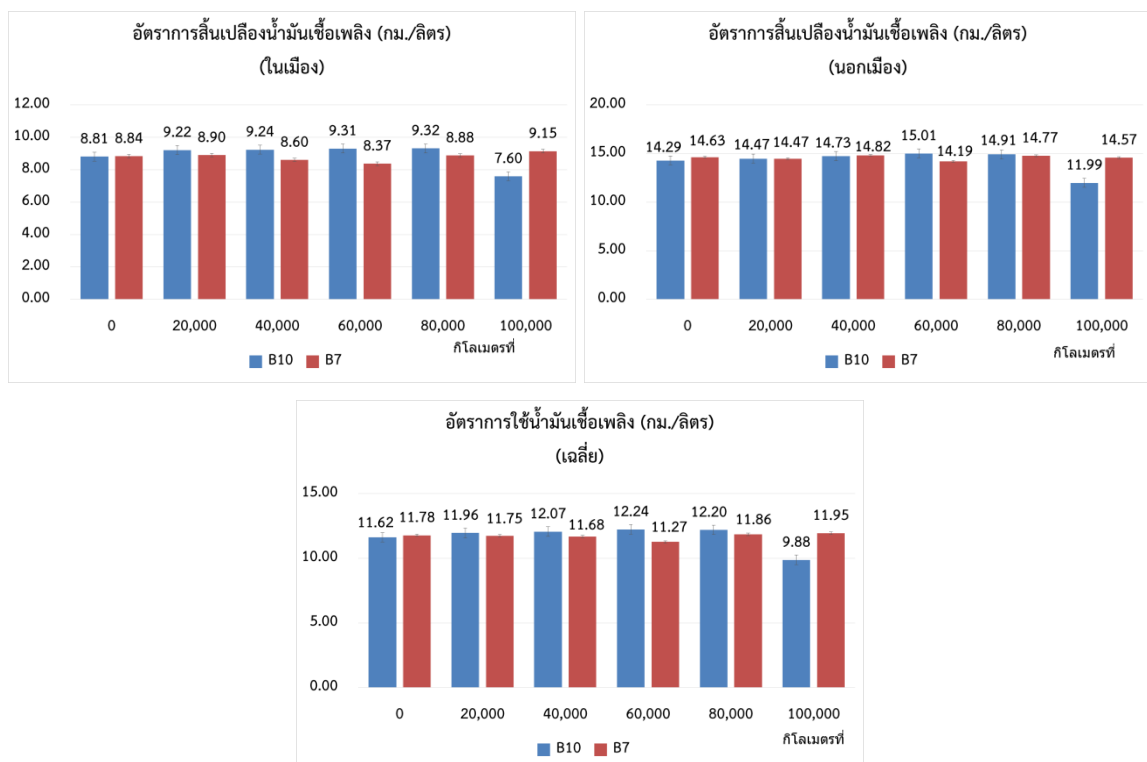 อัตราการสิ้นเปลืองน้ำมันเชื้อเพลิง (กม./ลิตร)
(ในเมือง)
12.00
10.00
8.00
6.00
4.00
2.00
0.00
8.81 8.84 9.22 8.90 9.24 8.60 9.31 8.37 9.32 8.88 7.60 9.15
0 20,000 40,000 60,000 80,000 100,000
กิโลเมตรที่
B10 B7
อัตราการสิ้นเปลืองน้ำมันเชื้อเพลิง (กม./ลิตร)
(นอกเมือง)
20.00
15.00
10.00
5.00
0.00
14.29 14.63 14.47 14.47 14.73 14.82 15.01 14.19 14.91 14.77 11.99 14.57
0 20,000 40,000 60,000 80,000 100,000
กิโลเมตรที่
B10 B7
อัตราการใช้น้ำมันเชื้อเพลิง (กม./ลิตร)
(เฉลี่ย)
15.00
10.00
5.00
0.00
11.62 11.78 11.96 11.75 12.07 11.68 12.24 11.27 12.20 11.86 9.88 11.95
0 20,000 40,000 60,000 80,000 100,000
กิโลเมตรที่
B10 B7